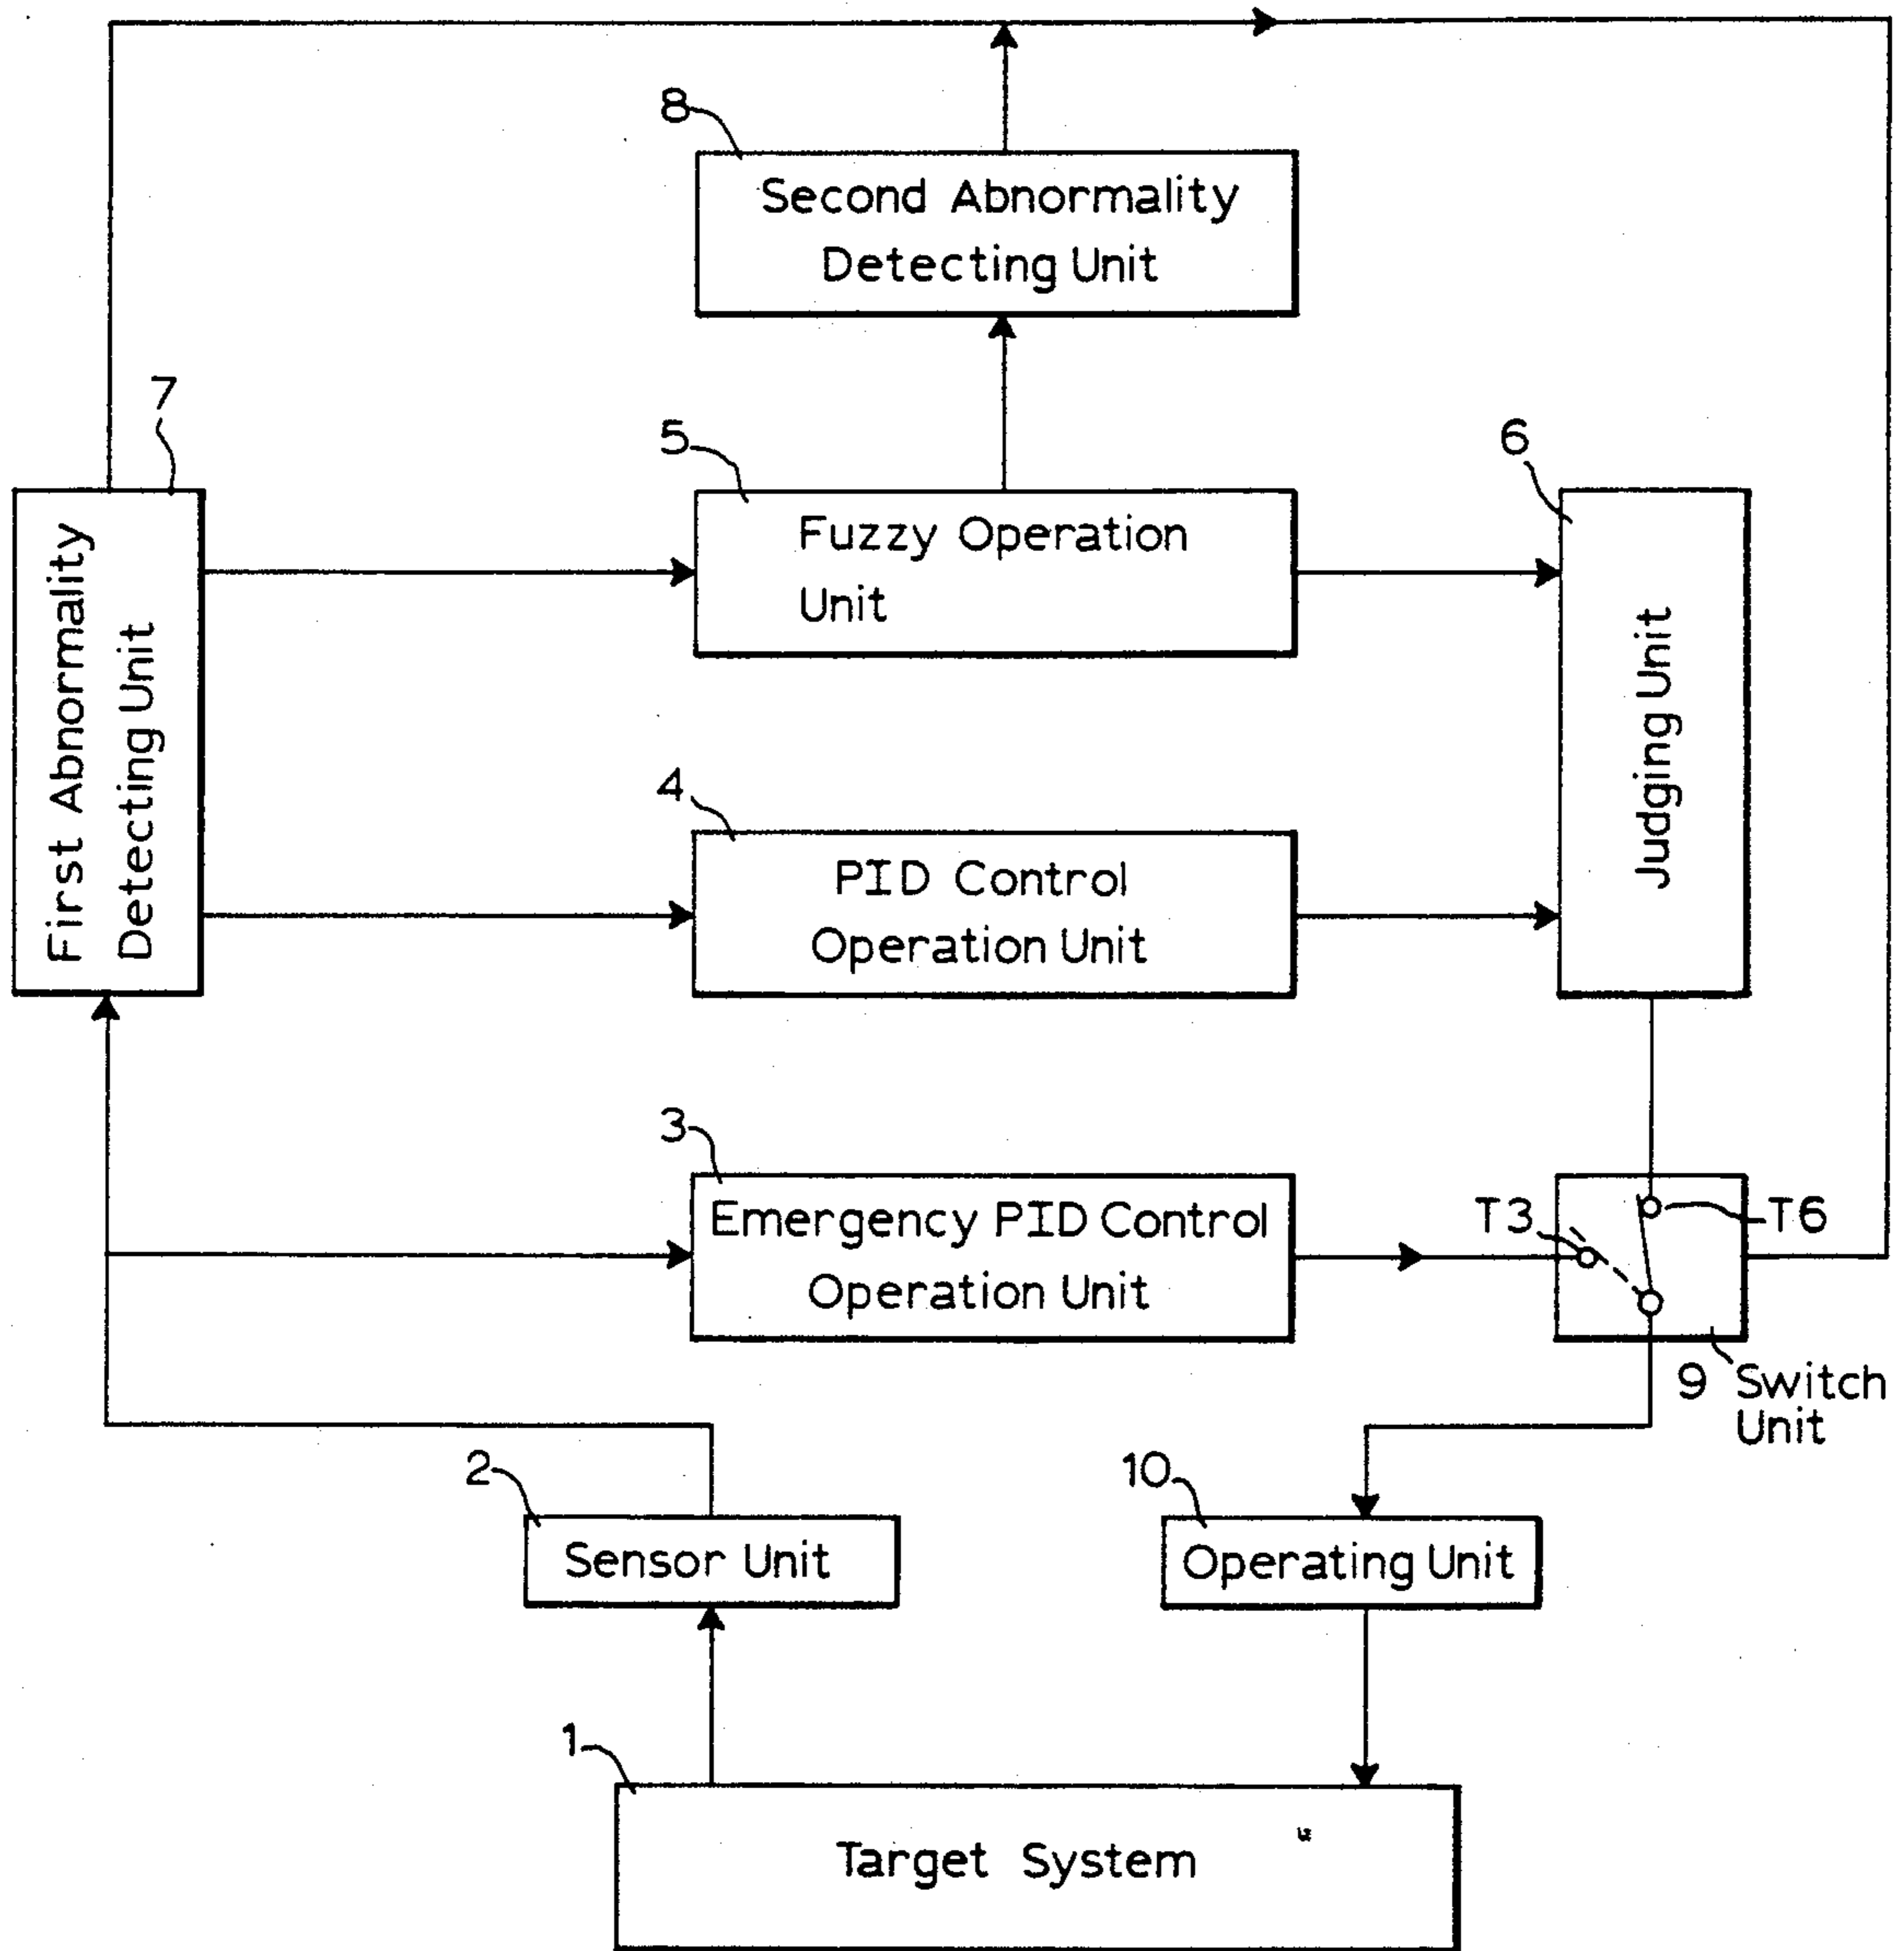 8
Second Abnormality
Detecting Unit
7
First Abnormality
Detecting Unit
5
Fuzzy Operation
Unit
6
Judging Unit
4
PID Control
Operation Unit
3
Emergency PID Control
Operation Unit
T3
T6
9 Switch
Unit
2
Sensor Unit
10
Operating Unit
1
Target System